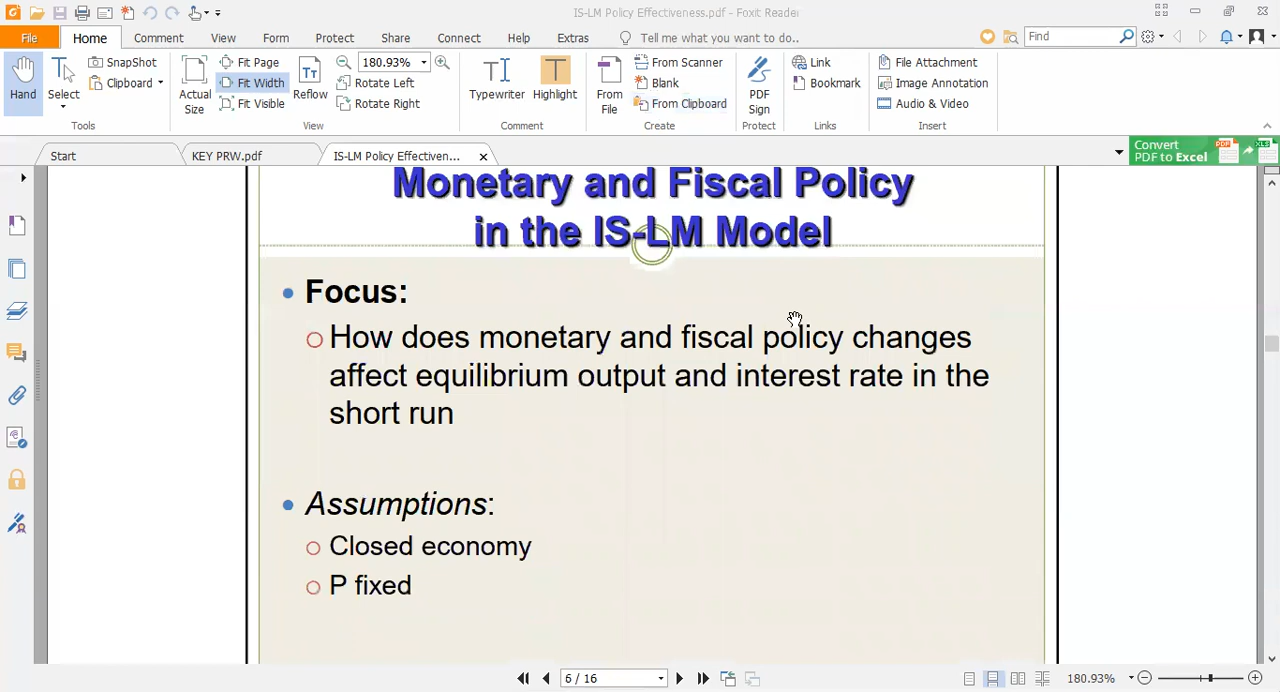 IS-LM Policy Effectiveness.pdf - Foxit Reader
File Home Comment View Form Protect Share Connect Help Extras Tell me what you want to do.. Find
SnapShot Fit Page 180.93% From Scanner Link File Attachment
Clipboard Fit Width Rotate Left Blank Bookmark Image Annotation
Hand Select Actual Size Reflow Fit Visible Rotate Right Typewriter Highlight From File From Clipboard PDF Sign Audio & Video
Tools View Comment Create Protect Links Insert
Start KEY PRW.pdf IS-LM Policy Effectiven... Convert
PDF to Excel
Monetary and Fiscal Policy
in the IS-LM Model
Focus:
How does monetary and fiscal policy changes
affect equilibrium output and interest rate in the
short run
Assumptions:
Closed economy
P fixed
6 / 16 180.93%